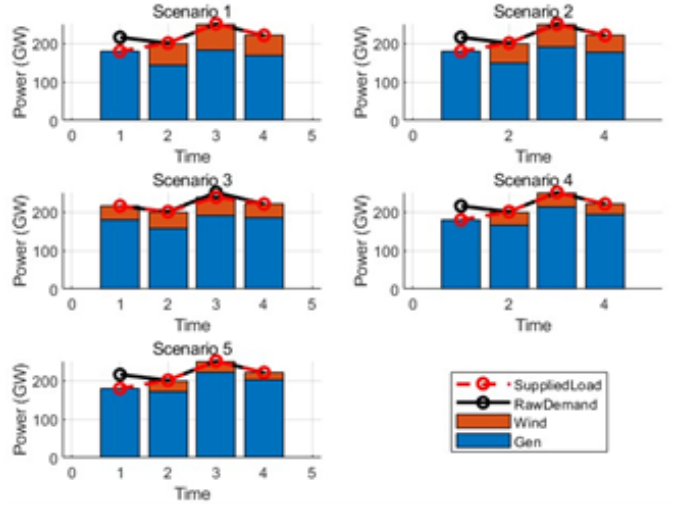 Scenario 1
Power (GW)
200
100
0
0 1 2 3 4 5
Time
Scenario 2
Power (GW)
200
100
0
2 4
Time
Scenario 3
Power (GW)
200
100
0
0 1 2 3 4 5
Time
Scenario 4
Power (GW)
200
100
0
2 4
Time
Scenario 5
Power (GW)
200
100
0
0 1 2 3 4 5
Time
SuppliedLoad
RawDemand
Wind
Gen